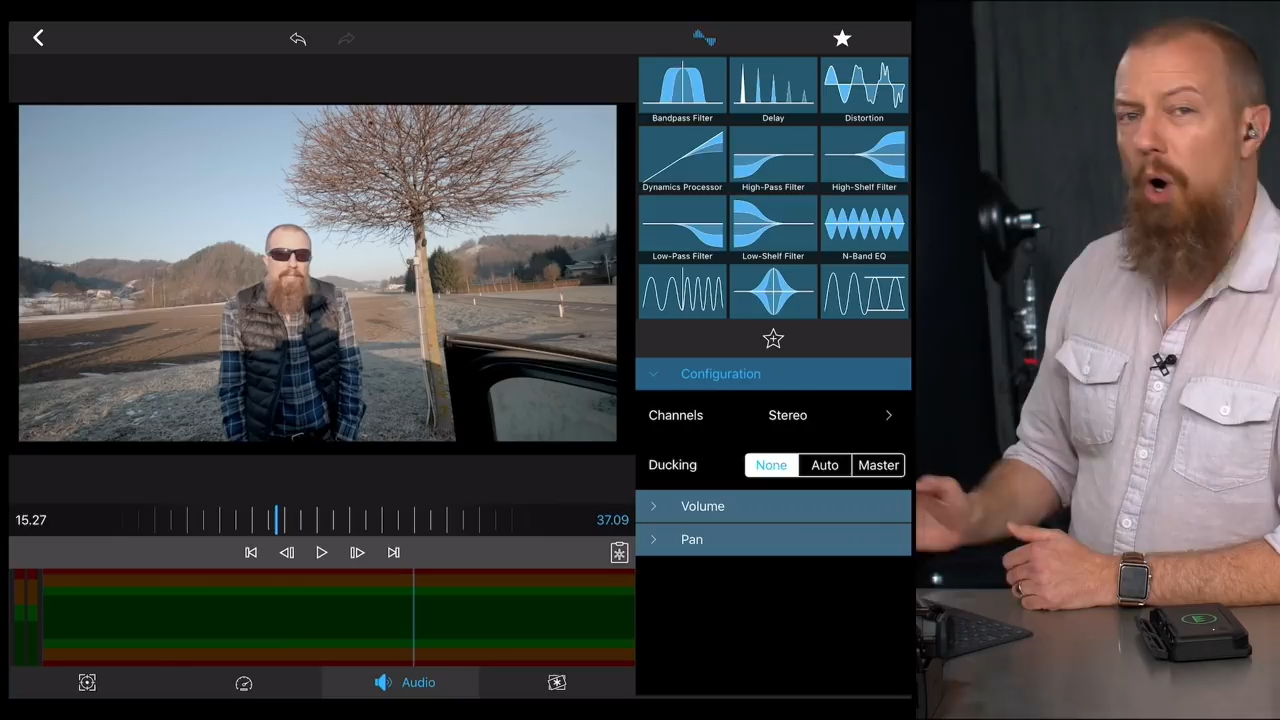 Bandpass Filter
Delay
Distortion
Dynamics Processor
High-Pass Filter
High-Shelf Filter
Low-Pass Filter
Low-Shelf Filter
N-Band EQ
Configuration
Channels
Stereo
Ducking
None
Auto
Master
15.27
37.09
Volume
Pan
Audio